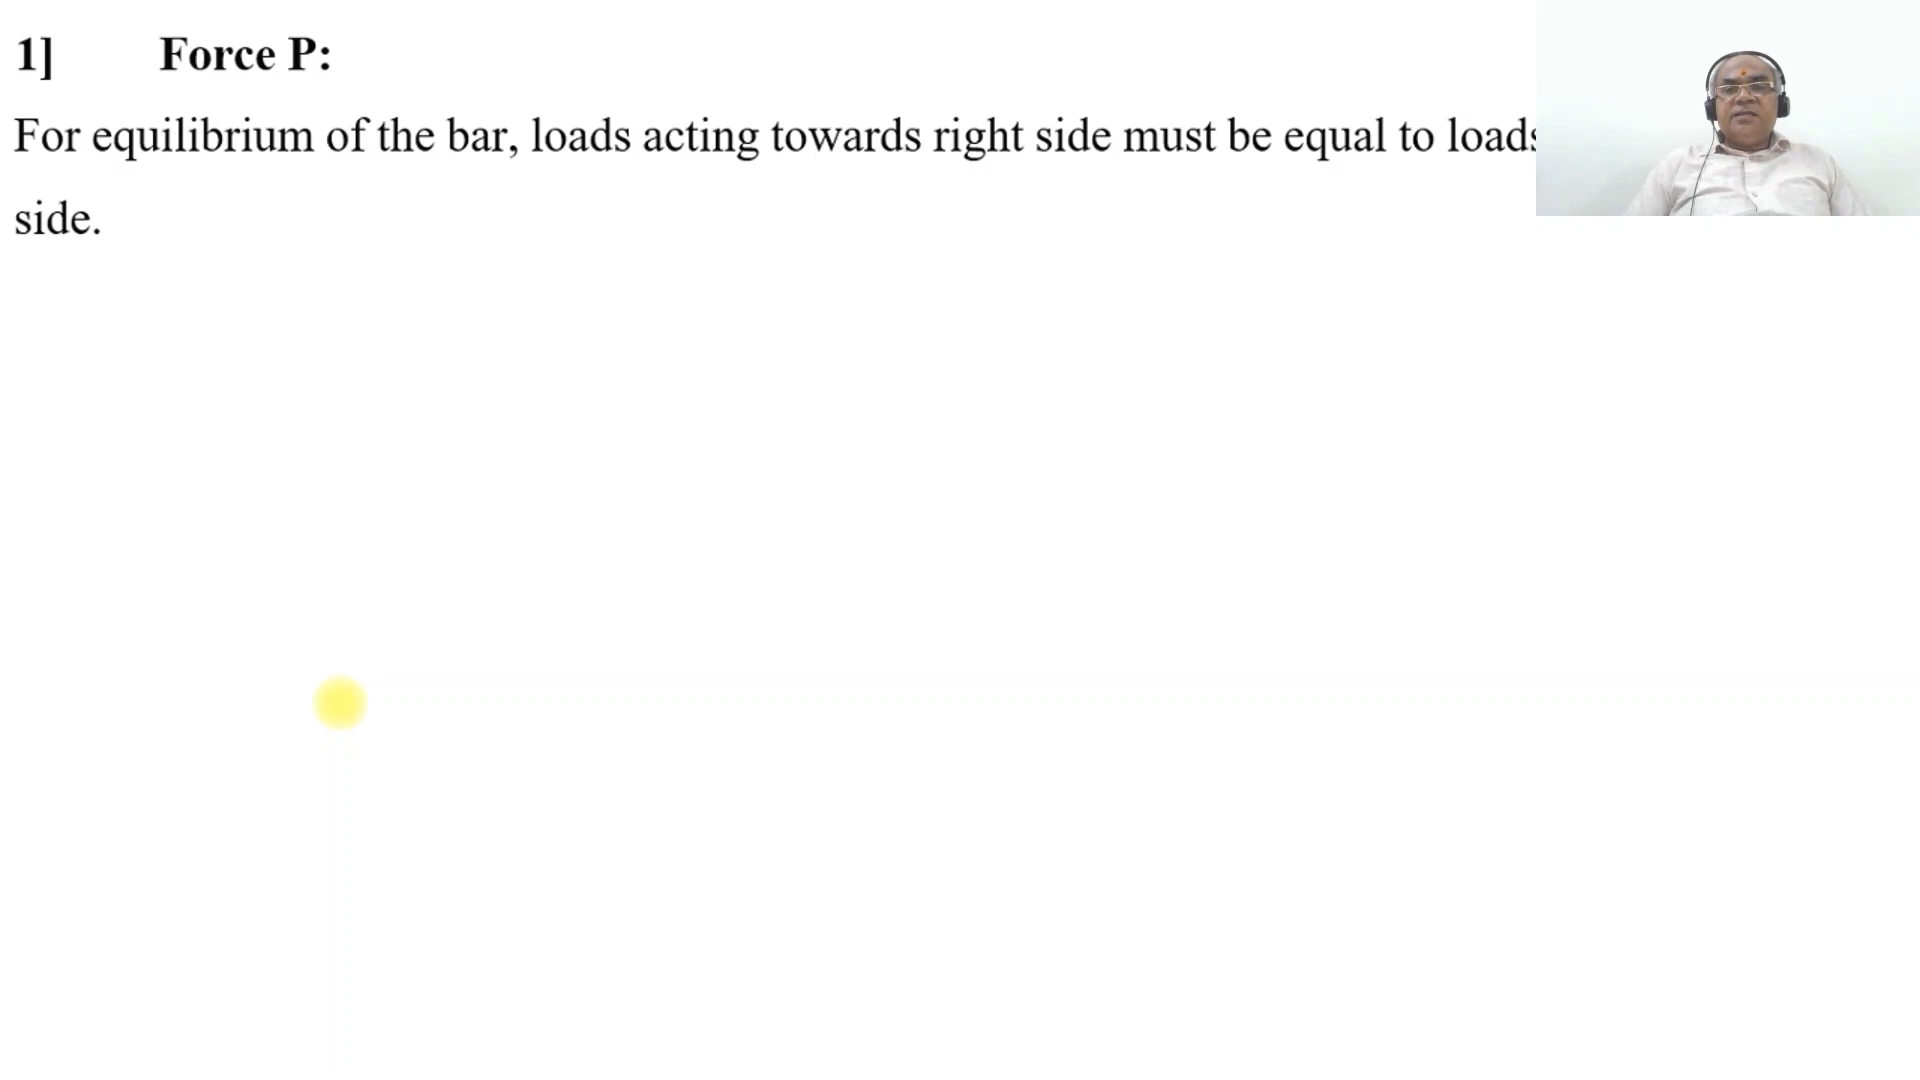 1] Force P:
For equilibrium of the bar, loads acting towards right side must be equal to loads
side.